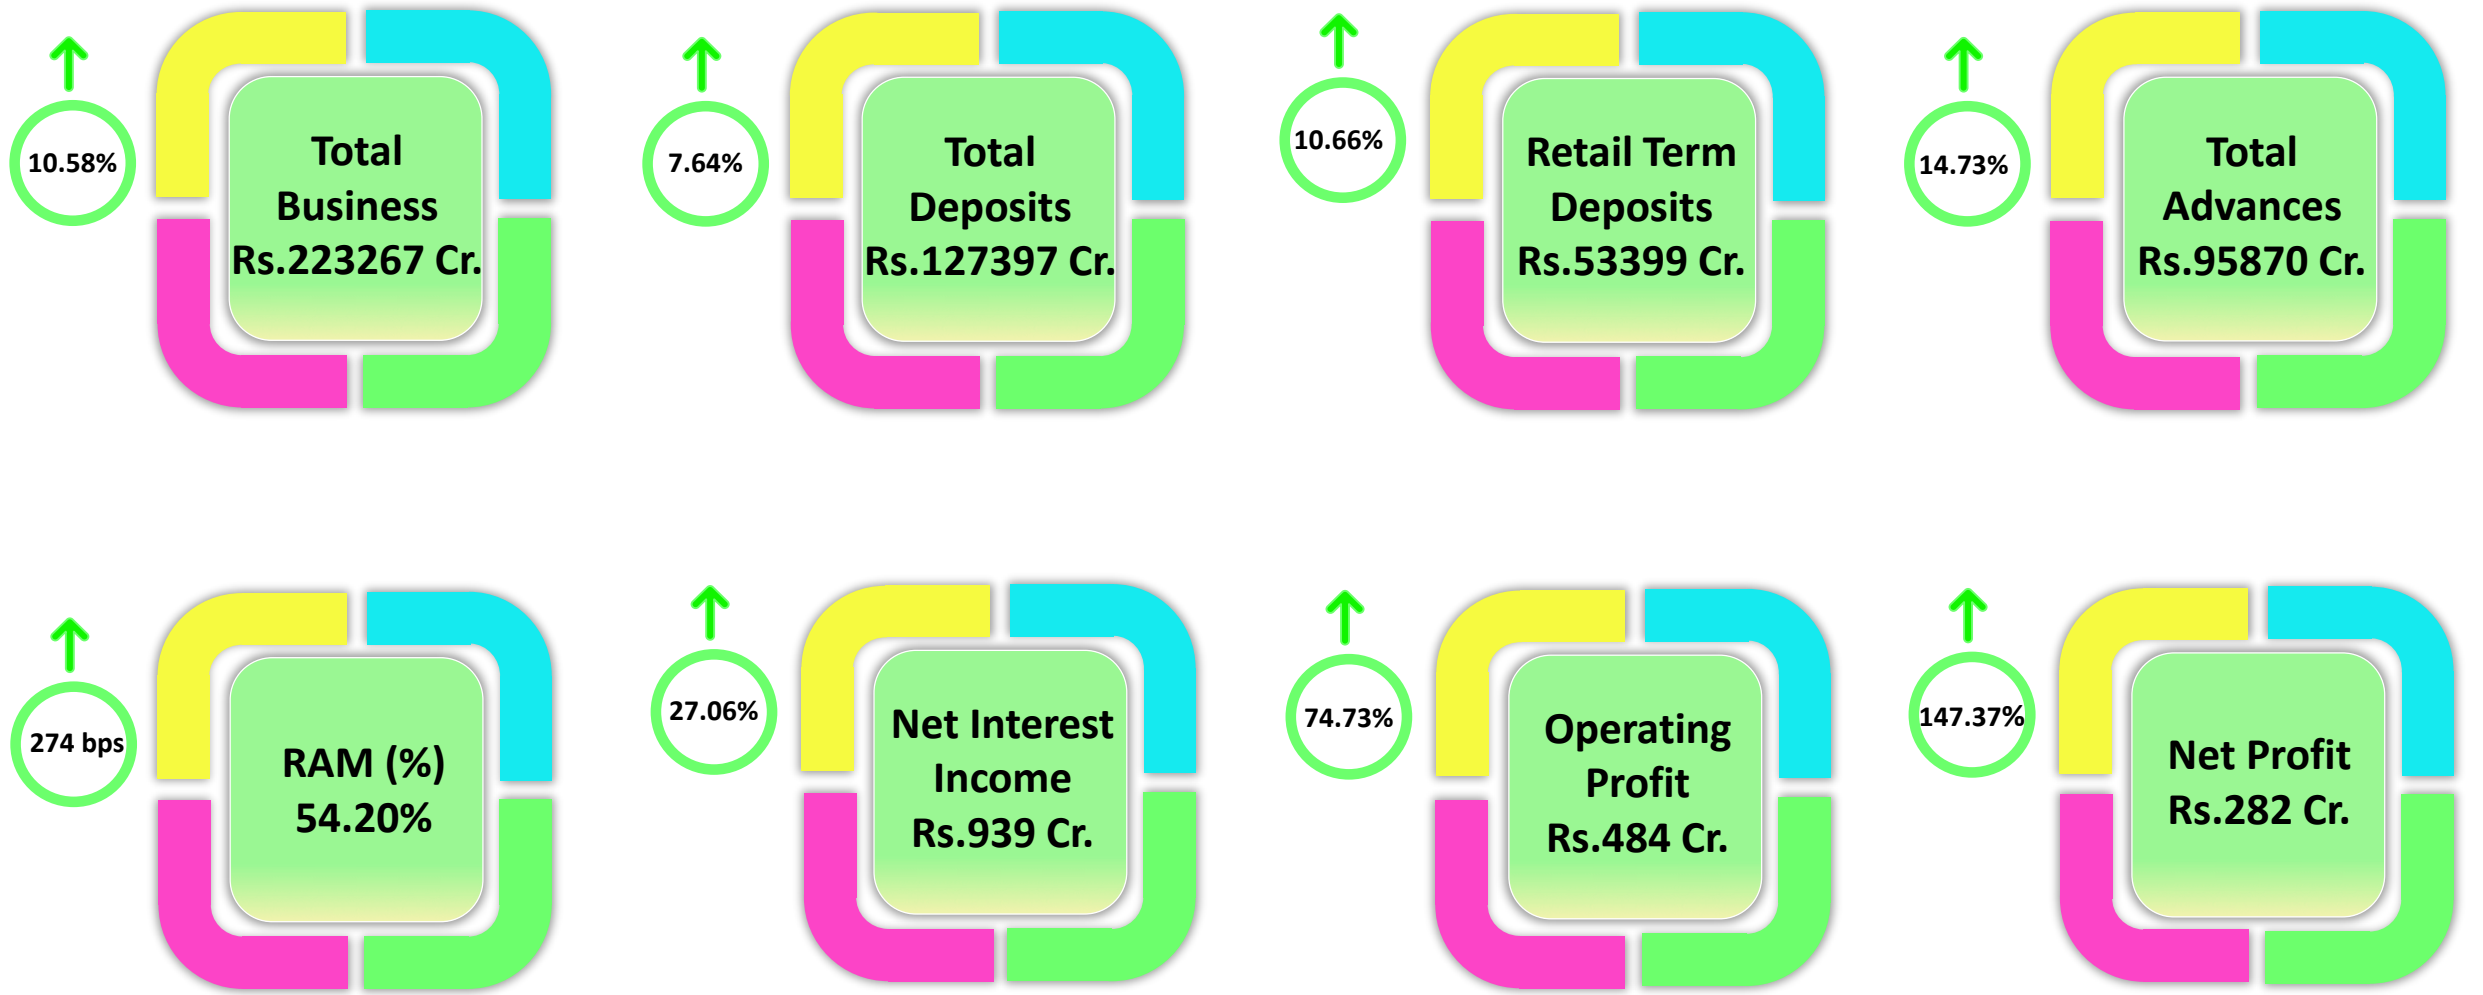 10.58%
Total
Business
Rs.223267 Cr.
7.64%
Total
Deposits
Rs.127397 Cr.
10.66%
Retail Term
Deposits
Rs.53399 Cr.
14.73%
Total
Advances
Rs.95870 Cr.
274 bps
RAM (%)
54.20%
27.06%
Net Interest
Income
Rs.939 Cr.
74.73%
Operating
Profit
Rs.484 Cr.
147.37%
Net Profit
Rs.282 Cr.